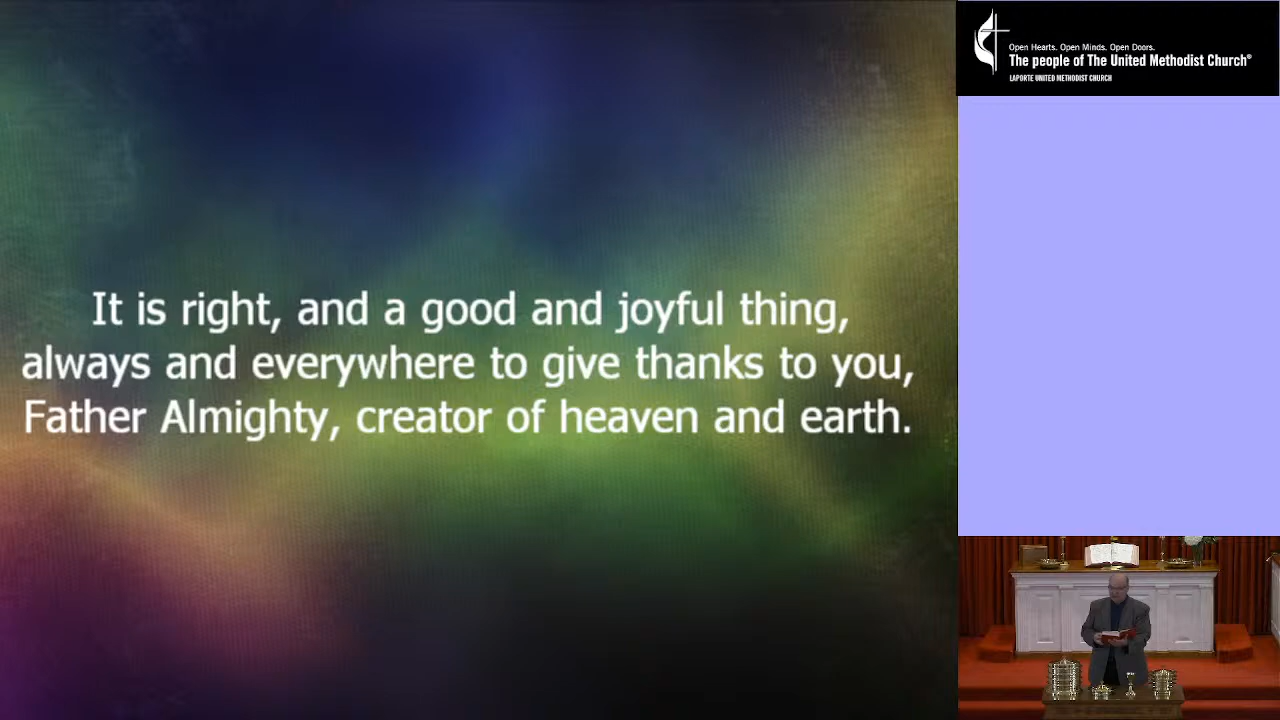 It is right, and a good and joyful thing,
always and everywhere to give thanks to you,
Father Almighty, creator of heaven and earth.
Open Hearts. Open Minds. Open Doors.
The people of The United Methodist Church®
LAPORTE UNITED METHODIST CHURCH